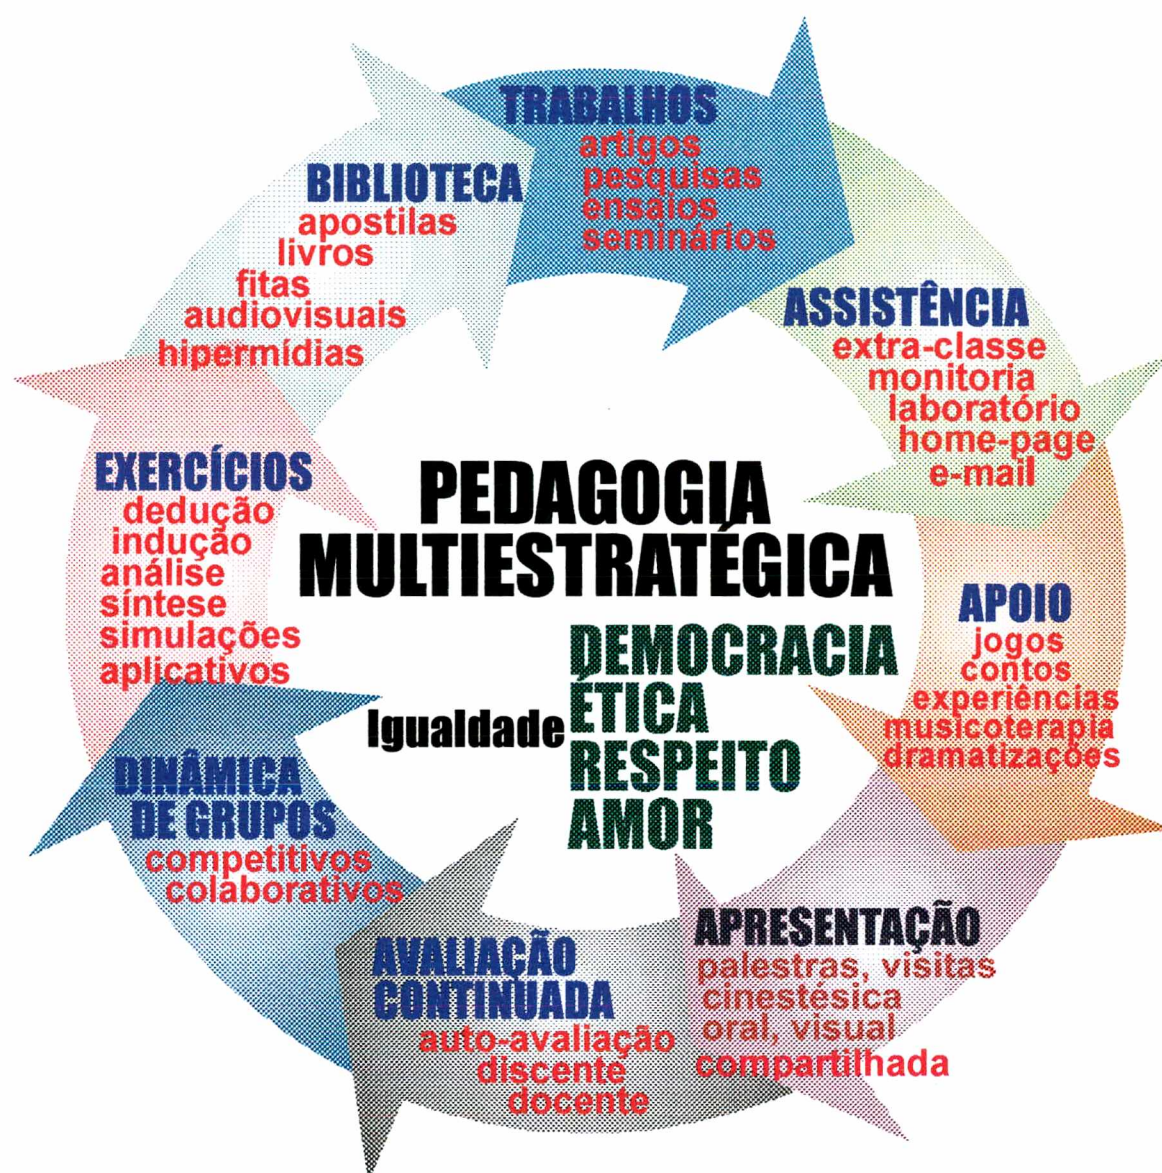 TRABALHOS
artigos
pesquisas
ensaios
seminários
BIBLIOTECA
apostilas
livros
fitas
audiovisuais
hipermídias
ASSISTÊNCIA
extra-classe
monitoria
laboratório
home-page
e-mail
EXERCÍCIOS
dedução
indução
análise
síntese
simulações
aplicativos
PEDAGOGIA
MULTIESTRATÉGICA
Igualdade
DEMOCRACIA
ÉTICA
RESPEITO
AMOR
APOIO
jogos
contos
experiências
musicoterapia
dramatizações
DINÂMICA
DE GRUPOS
competitivos
colaborativos
AVALIAÇÃO
CONTINUADA
auto-avaliação
discente
docente
APRESENTAÇÃO
palestras, visitas
cinestésica
oral, visual
compartilhada